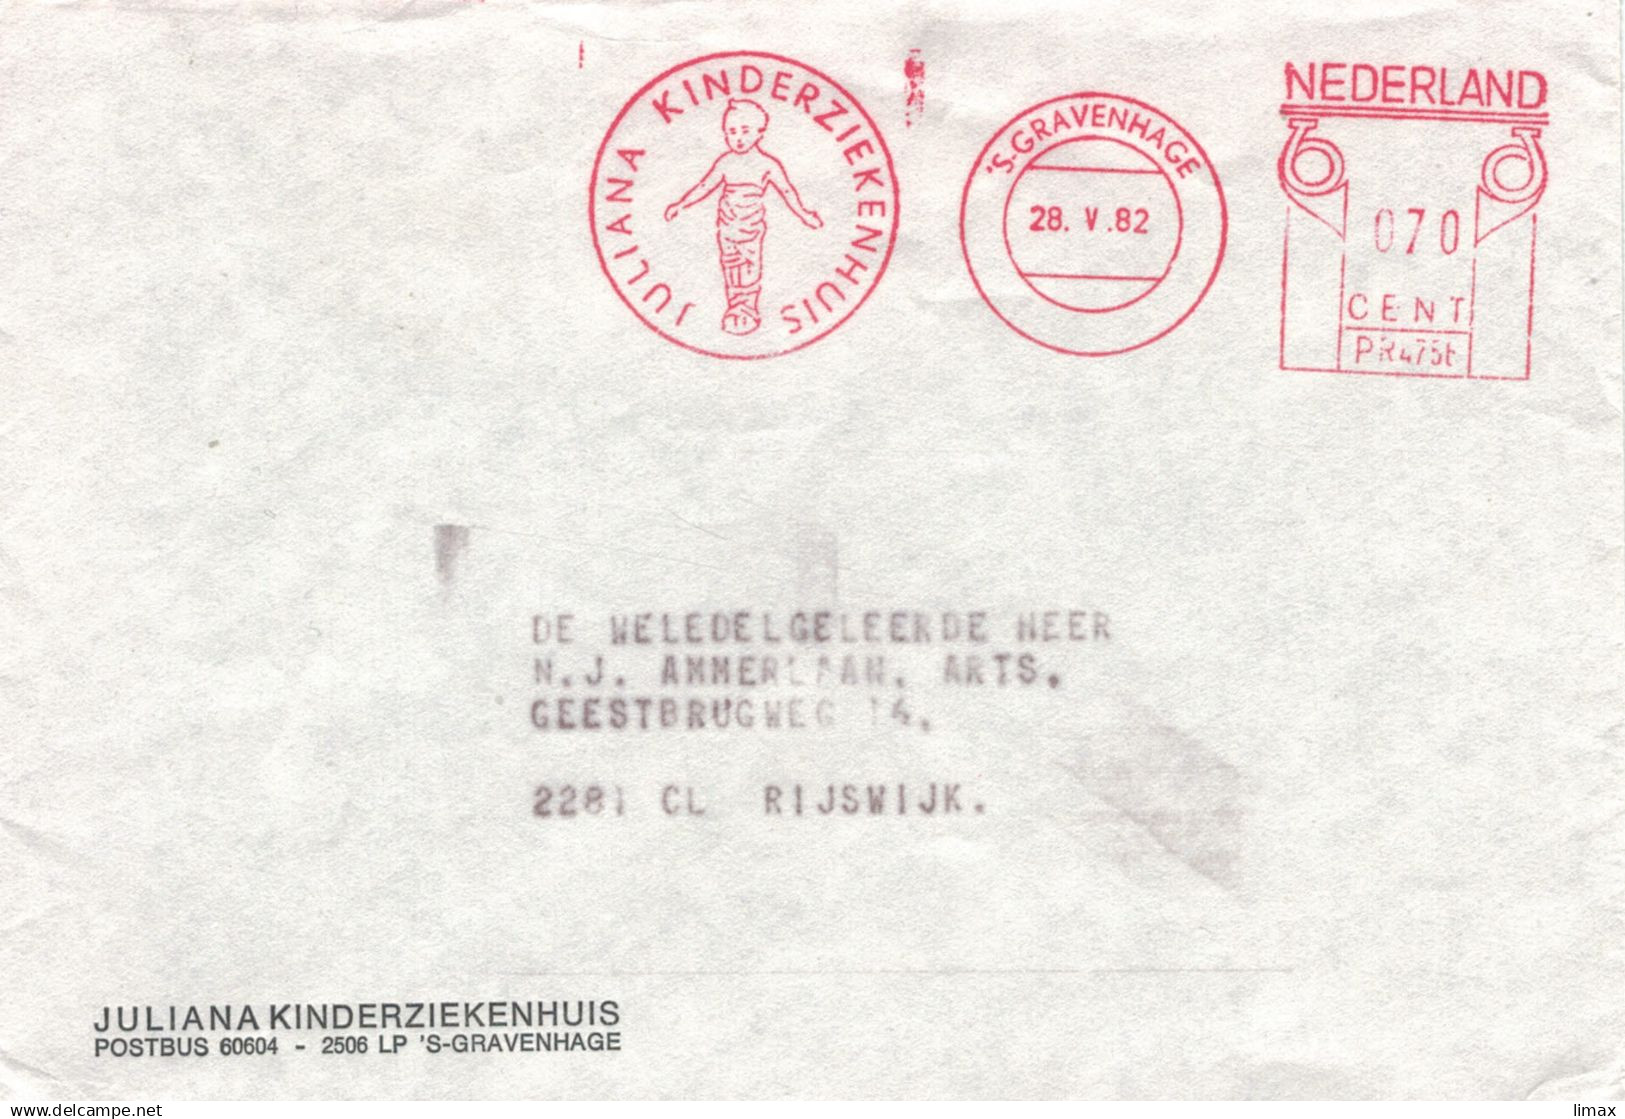 JULIANA KINDERZIEKENHUIS
'S-GRAVENHAGE
28. V .82
NEDERLAND
070
CENT
PR4756
DE WELEDELGELEERDE HEER
N.J. AMMERLAAN, ARTS.
GEESTBRUGWEG 14.
2281 CL RIJSWIJK.
JULIANA KINDERZIEKENHUIS
POSTBUS 60604 - 2506 LP 'S-GRAVENHAGE
www.delcampe.net
limax